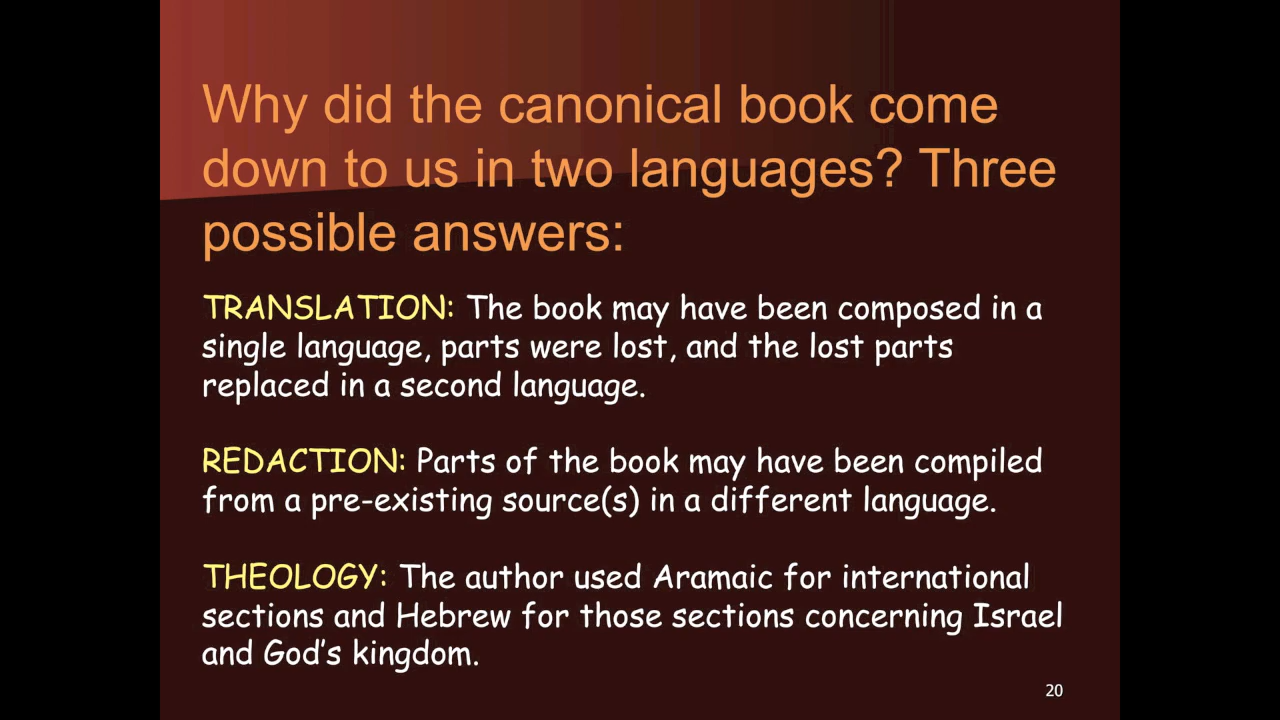 Why did the canonical book come
down to us in two languages? Three
possible answers:
TRANSLATION: The book may have been composed in a
single language, parts were lost, and the lost parts
replaced in a second language.
REDACTION: Parts of the book may have been compiled
from a pre-existing source(s) in a different language.
THEOLOGY: The author used Aramaic for international
sections and Hebrew for those sections concerning Israel
and God's kingdom.
20